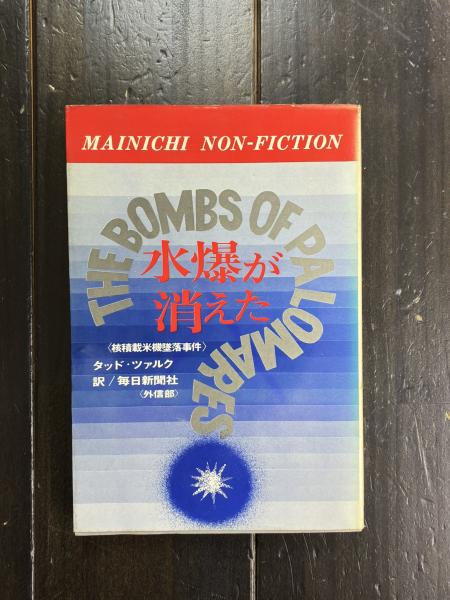 MAINICHI NON-FICTION
THE BOMBS OF PALOMARES
水爆が
消えた
〈核積載米機墜落事件〉
タッド・ツァルク
訳/毎日新聞社
〈外信部〉